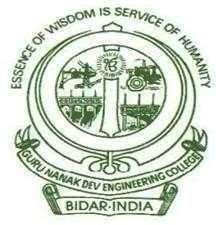 ESSENCE OF WISDOM IS SERVICE OF HUMANITY
ੴ
GURU NANAK DEV ENGINEERING COLLEGE
BIDAR-INDIA